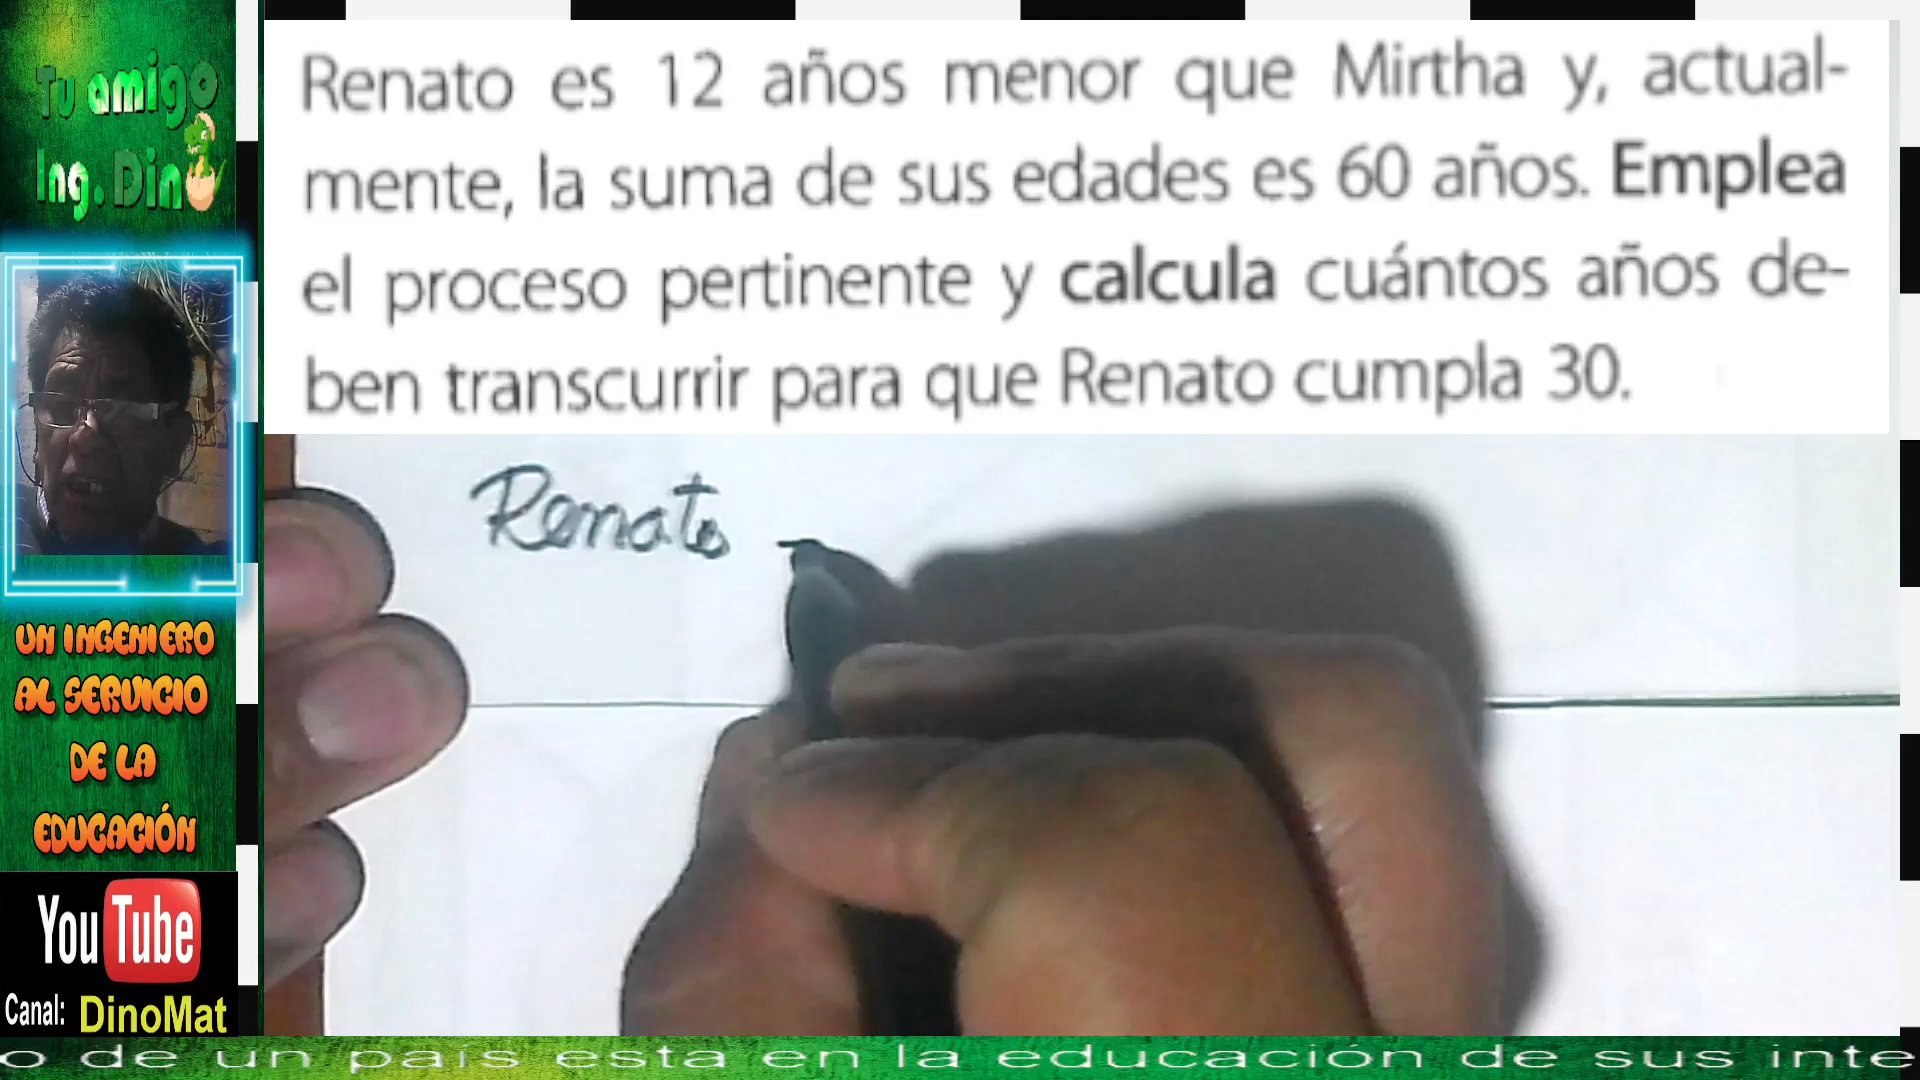 Tu amigo
Ing. Dino
Renato es 12 años menor que Mirtha y, actual-
mente, la suma de sus edades es 60 años. Emplea
el proceso pertinente y calcula cuántos años de-
ben transcurrir para que Renato cumpla 30.
Renato
UN INGENIERO
AL SERVICIO
DE LA
EDUCACIÓN
YouTube
Canal: DinoMat
o de un país esta en la educación de sus inte